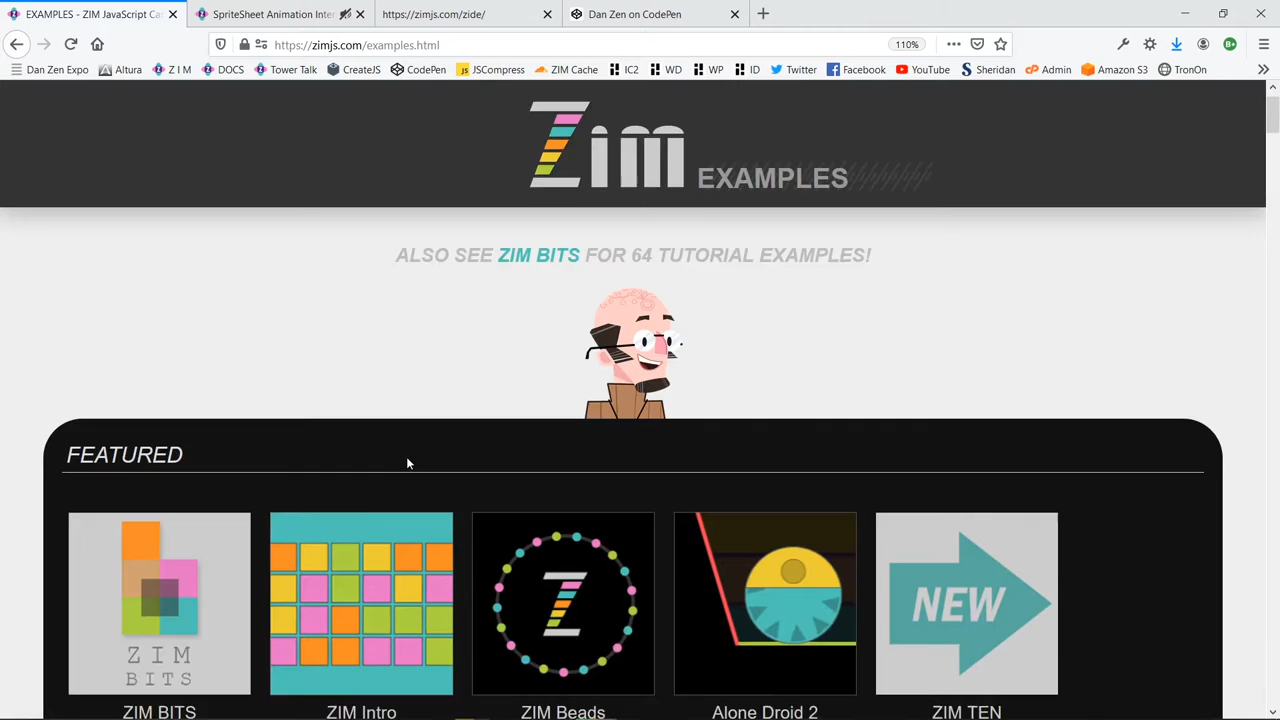 EXAMPLES - ZIM JavaScript Ca
SpriteSheet Animation Inter
https://zimjs.com/zide/
Dan Zen on CodePen
https://zimjs.com/examples.html
110%
Dan Zen Expo
Altura
Z I M
DOCS
Tower Talk
CreateJS
CodePen
JSCompress
ZIM Cache
IC2
WD
WP
ID
Twitter
Facebook
YouTube
Sheridan
Admin
Amazon S3
TronOn
Zim EXAMPLES
ALSO SEE ZIM BITS FOR 64 TUTORIAL EXAMPLES!
FEATURED
Z I M
BITS
Z
NEW
ZIM BITS
ZIM Intro
ZIM Beads
Alone Droid 2
ZIM TEN